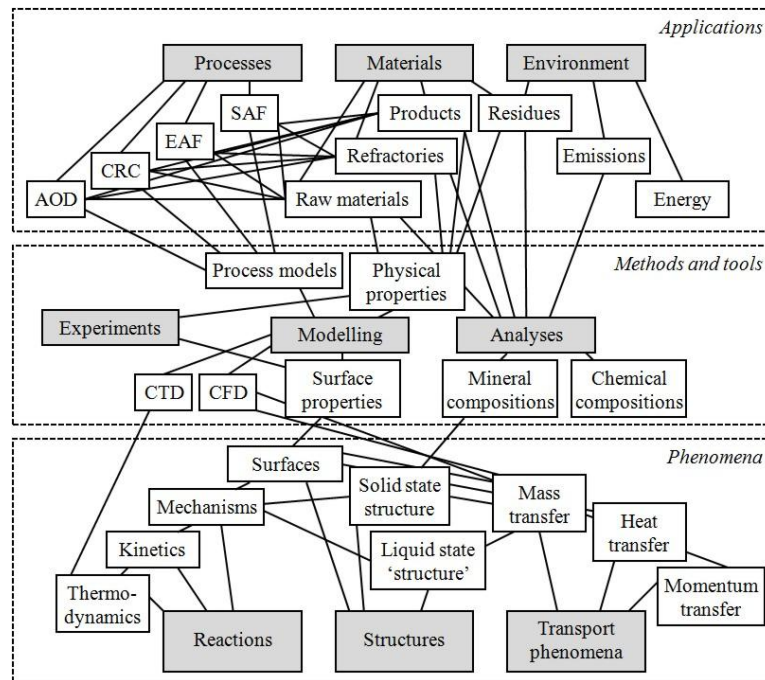 Applications
Processes
Materials
Environment
SAF
Products
Residues
EAF
Refractories
Emissions
CRC
AOD
Raw materials
Energy
Methods and tools
Process models
Physical
properties
Experiments
Modelling
Analyses
CTD
CFD
Surface
properties
Mineral
compositions
Chemical
compositions
Phenomena
Surfaces
Solid state
structure
Mass
transfer
Mechanisms
Heat
transfer
Kinetics
Liquid state
‘structure’
Thermo-
dynamics
Momentum
transfer
Reactions
Structures
Transport
phenomena